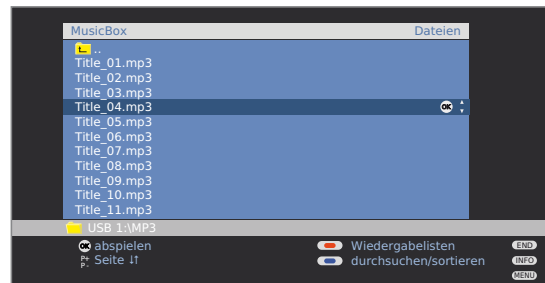 MusicBox Dateien
..
Title_01.mp3
Title_02.mp3
Title_03.mp3
Title_04.mp3 OK
Title_05.mp3
Title_06.mp3
Title_07.mp3
Title_08.mp3
Title_09.mp3
Title_10.mp3
Title_11.mp3
USB 1:\MP3
OK abspielen Wiedergabelisten END
P+ P- Seite ↓↑ durchsuchen/sortieren INFO
MENU